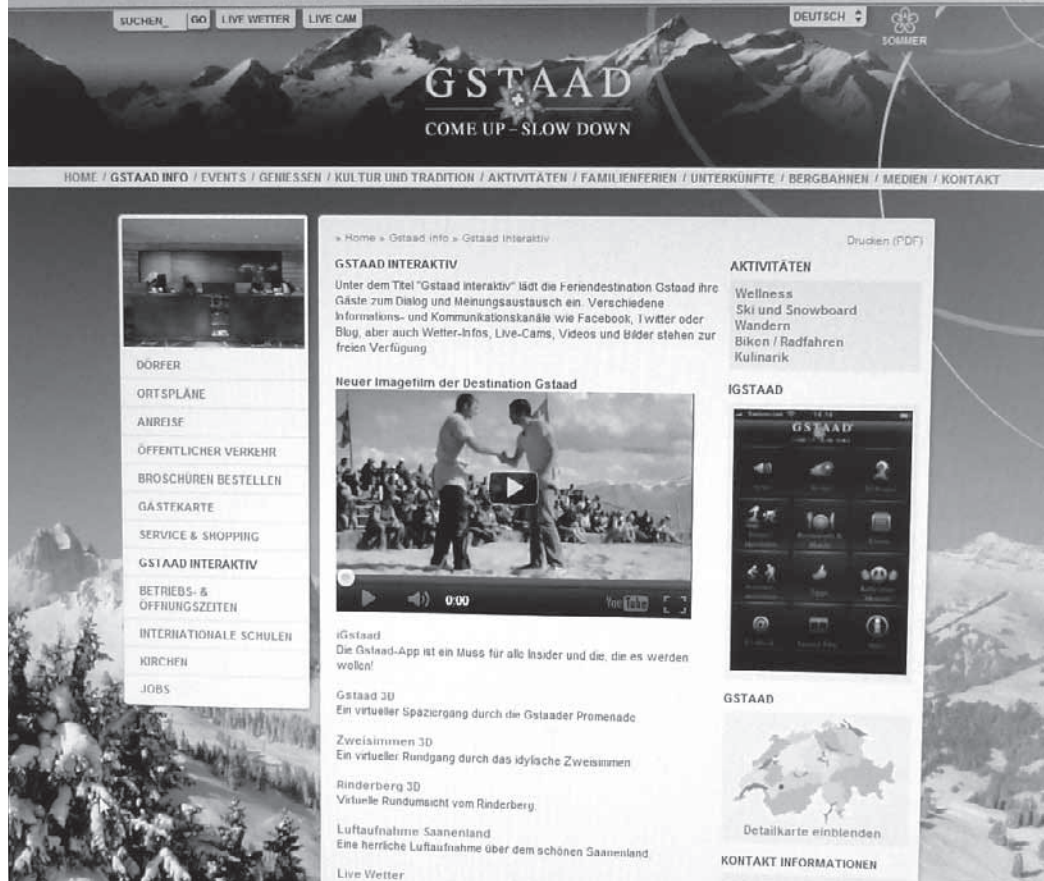 SUCHEN_ GO LIVE WETTER LIVE CAM DEUTSCH
SOMMER
GSTAAD
COME UP – SLOW DOWN
HOME / GSTAAD INFO / EVENTS / GENIESSEN / KULTUR UND TRADITION / AKTIVITÄTEN / FAMILIENFERIEN / UNTERKÜNFTE / BERGBAHNEN / MEDIEN / KONTAKT
DÖRFER
ORTSPLÄNE
ANREISE
ÖFFENTLICHER VERKEHR
BROSCHÜREN BESTELLEN
GÄSTEKARTE
SERVICE & SHOPPING
GSTAAD INTERAKTIV
BETRIEBS- &
ÖFFNUNGSZEITEN
INTERNATIONALE SCHULEN
KIRCHEN
JOBS
» Home » Gstaad info » Gstaad Interaktiv
Drucken (PDF)
GSTAAD INTERAKTIV
Unter dem Titel "Gstaad interaktiv" lädt die Feriendestination Gstaad ihre
Gäste zum Dialog und Meinungsaustausch ein. Verschiedene
Informations- und Kommunikationskanäle wie Facebook, Twitter oder
Blog, aber auch Wetter-Infos, Live-Cams, Videos und Bilder stehen zur
freien Verfügung
Neuer Imagefilm der Destination Gstaad
0:00 YouTube
iGstaad
Die Gstaad-App ist ein Muss für alle Insider und die, die es werden
wollen!
Gstaad 3D
Ein virtueller Spaziergang durch die Gstaader Promenade
Zweisimmen 3D
Ein virtueller Rundgang durch das idylische Zweisimmen
Rinderberg 3D
Virtuelle Rundumsicht vom Rinderberg.
Luftaufnahme Saanenland
Eine herrliche Luftaufnahme über dem schönen Saanenland.
Live Wetter
AKTIVITÄTEN
Wellness
Ski und Snowboard
Wandern
Biken / Radfahren
Kulinarik
IGSTAAD
GSTAAD
GSTAAD
Detailkarte einblenden
KONTAKT INFORMATIONEN